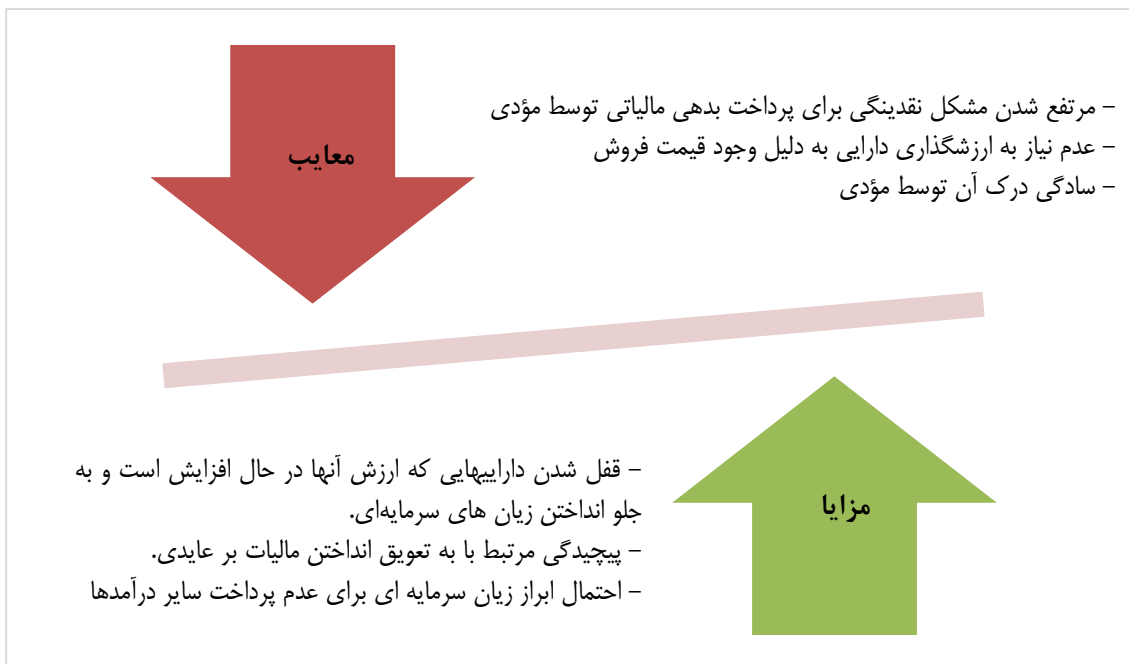 معایب
– مرتفع شدن مشکل نقدینگی برای پرداخت بدهی مالیاتی توسط مؤدی
– عدم نیاز به ارزشگذاری دارایی به دلیل وجود قیمت فروش
– سادگی درک آن توسط مؤدی
مزایا
– قفل شدن داراییهایی که ارزش آنها در حال افزایش است و به
جلو انداختن زیان های سرمایه‌ای.
– پیچیدگی مرتبط با به تعویق انداختن مالیات بر عایدی.
– احتمال ابراز زیان سرمایه ای برای عدم پرداخت سایر درآمدها